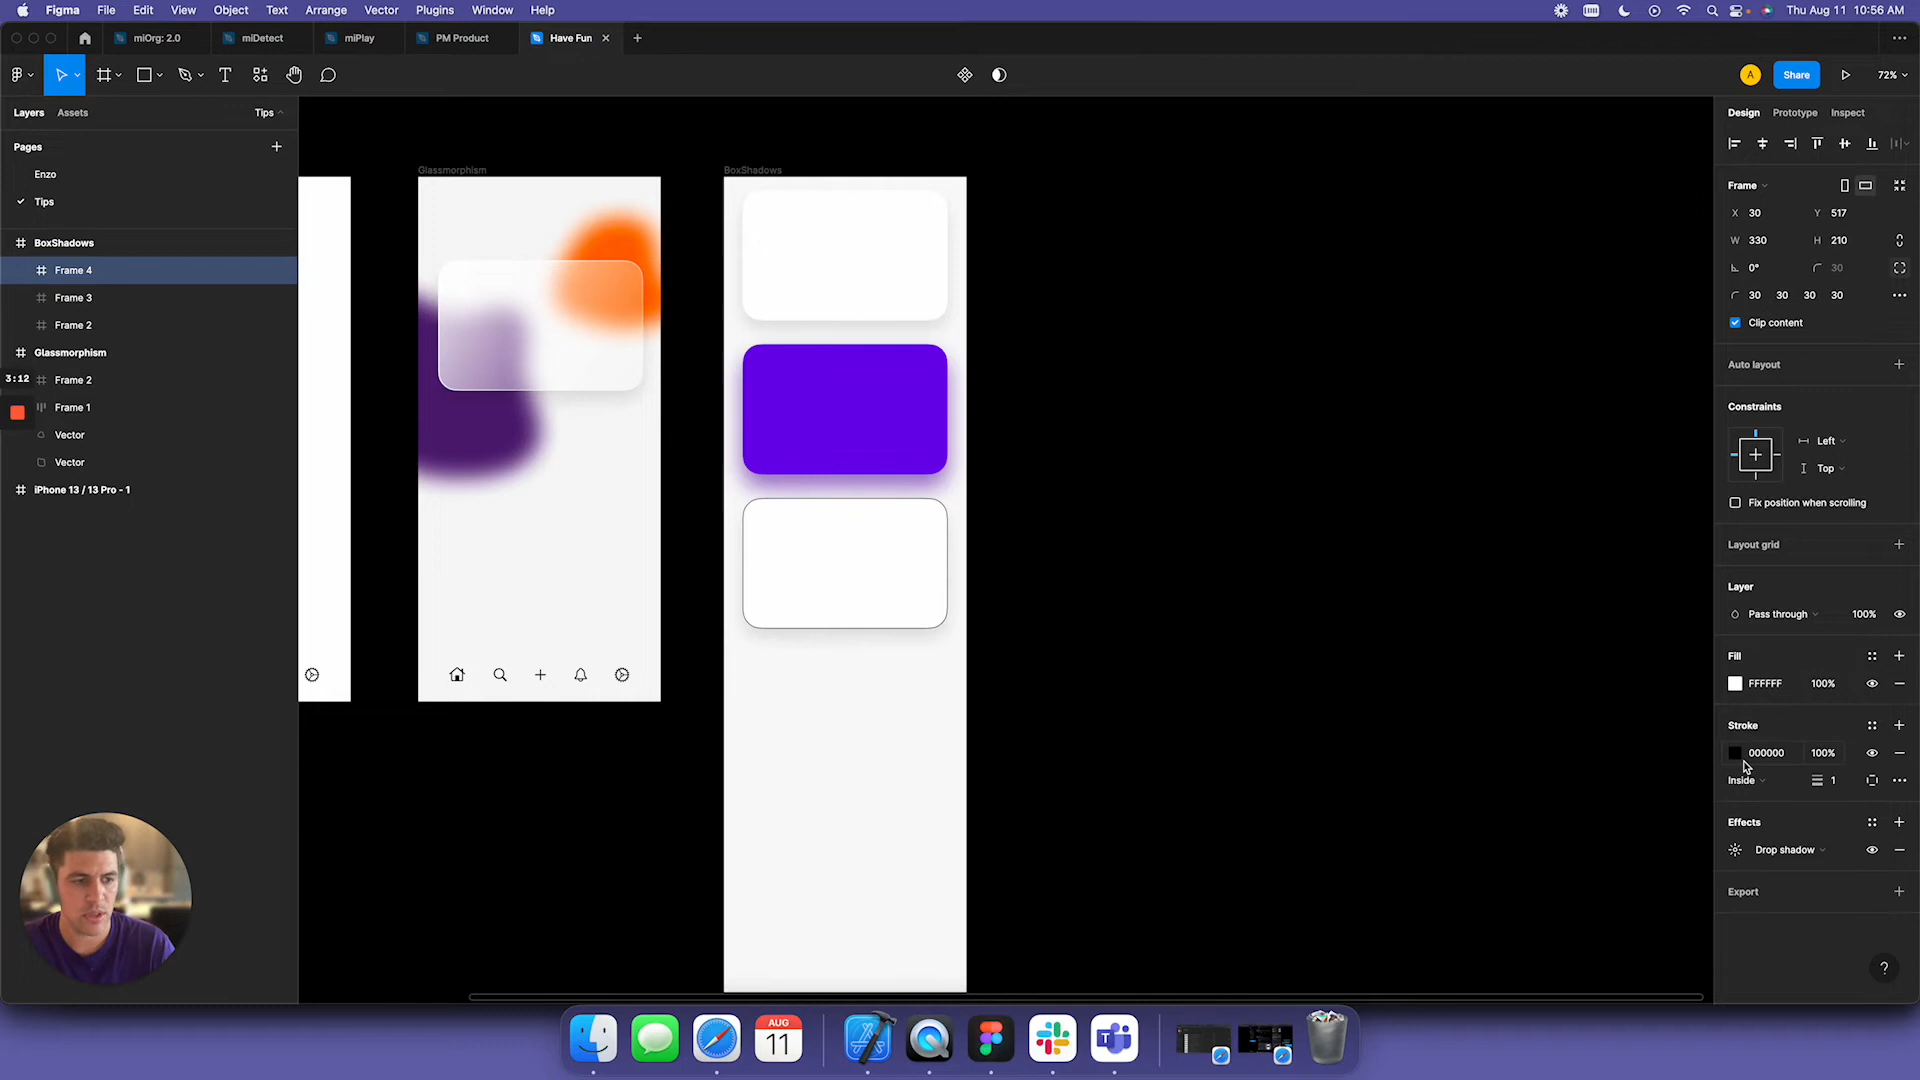 Figma File Edit View Object Text Arrange Vector Plugins Window Help Thu Aug 11 10:56 AM
miOrg: 2.0 miDetect miPlay PM Product Have Fun
A Share 72%
Layers Assets Tips
Design Prototype Inspect
Pages
Enzo
Tips
BoxShadows
Frame 4
Frame 3
Frame 2
Glassmorphism
Frame 2
3:12
Frame 1
Vector
Vector
iPhone 13 / 13 Pro - 1
Glassmorphism
BoxShadows
Frame
X 30 Y 517
W 330 H 210
0° 30
30 30 30 30
Clip content
Auto layout
Constraints
Left
Top
Fix position when scrolling
Layout grid
Layer
Pass through 100%
Fill
FFFFFF 100%
Stroke
000000 100%
Inside 1
Effects
Drop shadow
Export
?
AUG
11